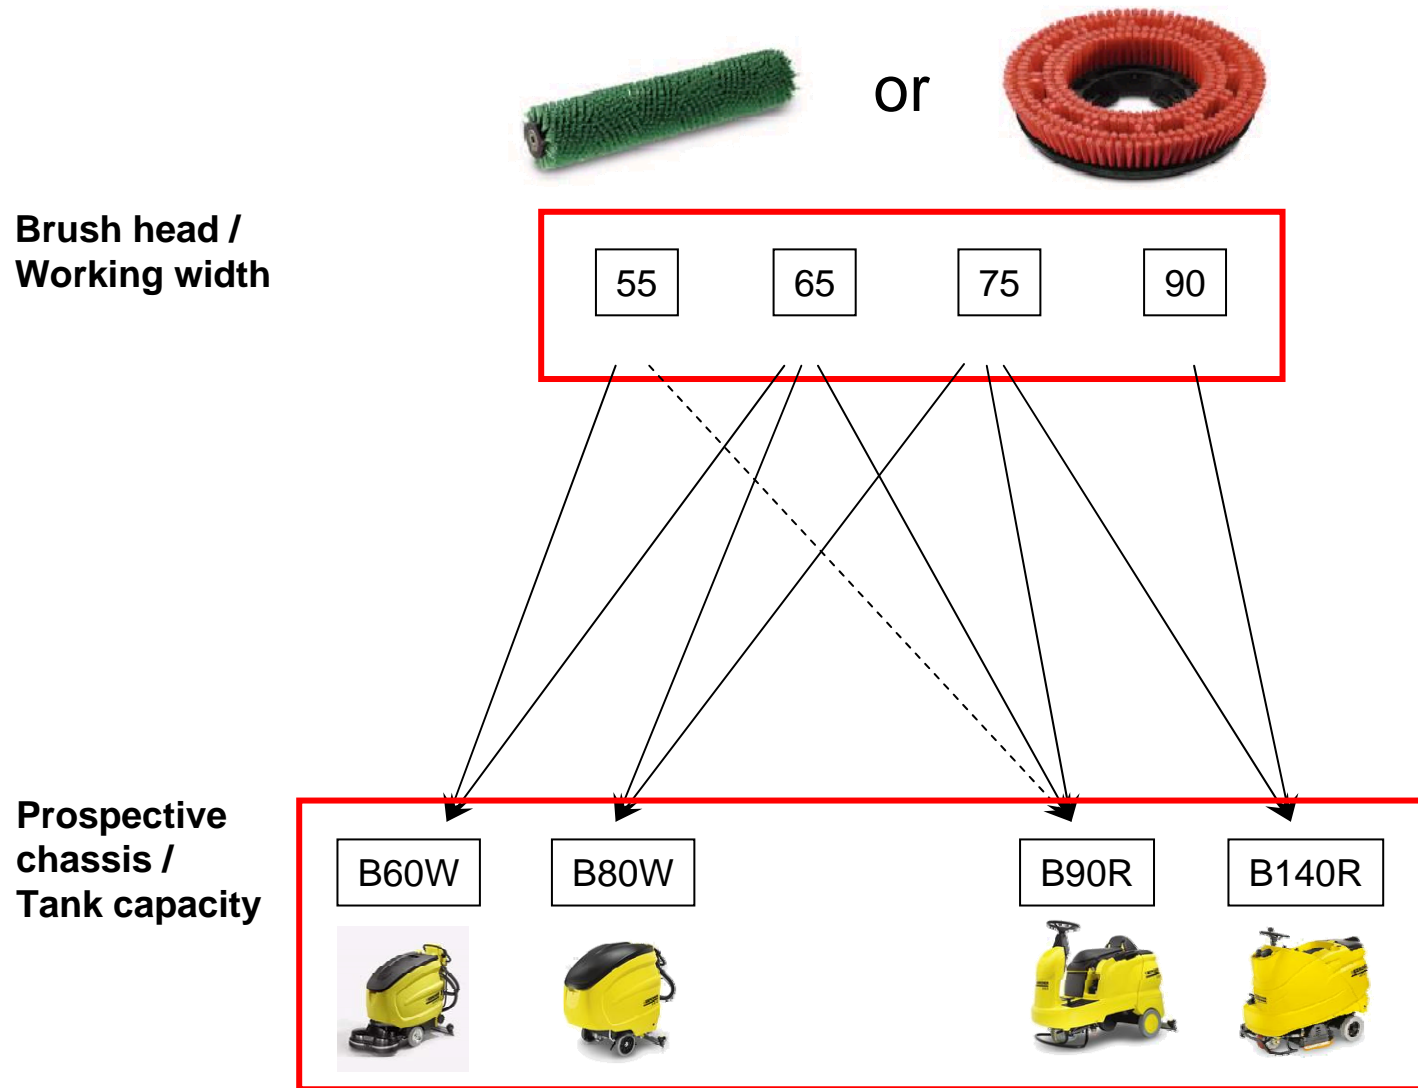 or
Brush head /
Working width
55 65 75 90
Prospective
chassis /
Tank capacity
B60W B80W B90R B140R